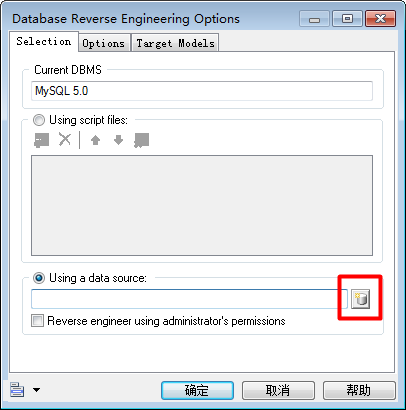 Database Reverse Engineering Options
Selection
Options
Target Models
Current DBMS
MySQL 5.0
Using script files:
Using a data source:
Reverse engineer using administrator's permissions
确定
取消
帮助